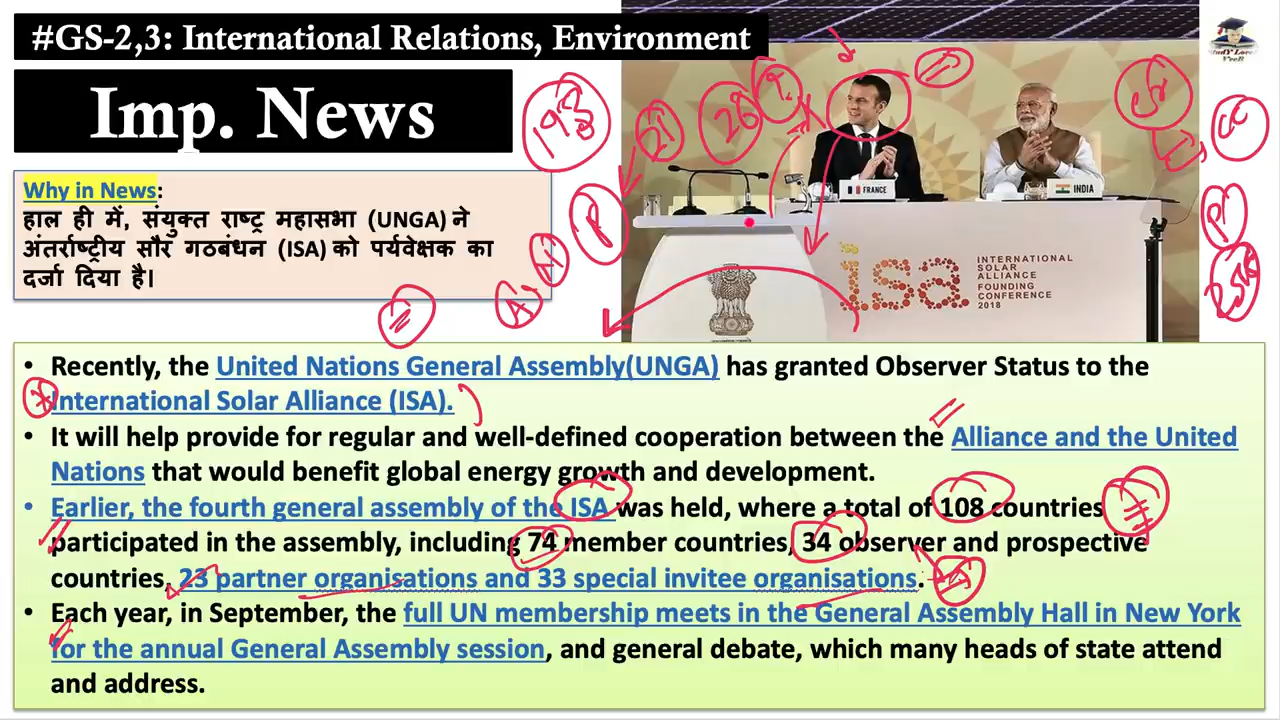 #GS-2,3: International Relations, Environment
Imp. News
Why in News:
हाल ही में, संयुक्त राष्ट्र महासभा (UNGA) ने
अंतर्राष्ट्रीय सौर गठबंधन (ISA) को पर्यवेक्षक का
दर्जा दिया है।
193
FRANCE
INDIA
isa
INTERNATIONAL
SOLAR
ALLIANCE
FOUNDING
CONFERENCE
2018
• Recently, the United Nations General Assembly(UNGA) has granted Observer Status to the
International Solar Alliance (ISA).
• It will help provide for regular and well-defined cooperation between the Alliance and the United
Nations that would benefit global energy growth and development.
• Earlier, the fourth general assembly of the ISA was held, where a total of 108 countries
participated in the assembly, including 74 member countries, 34 observer and prospective
countries, 23 partner organisations and 33 special invitee organisations.
• Each year, in September, the full UN membership meets in the General Assembly Hall in New York
for the annual General Assembly session, and general debate, which many heads of state attend
and address.